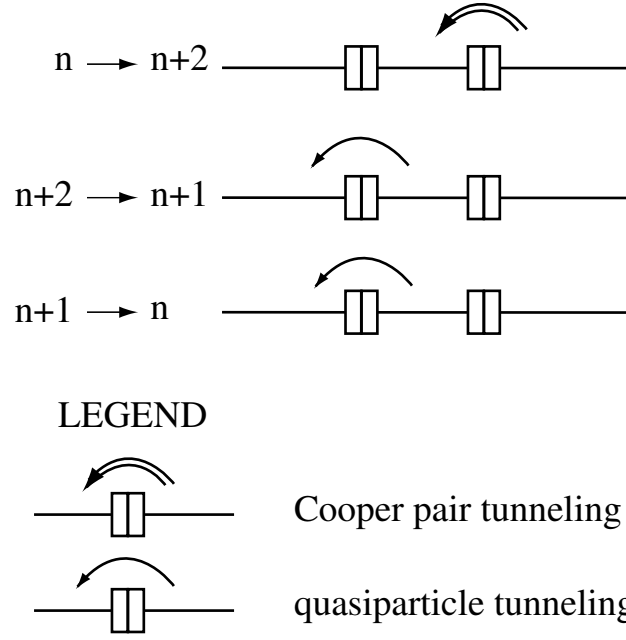 n → n+2
n+2 → n+1
n+1 → n
LEGEND
Cooper pair tunneling
quasiparticle tunneling